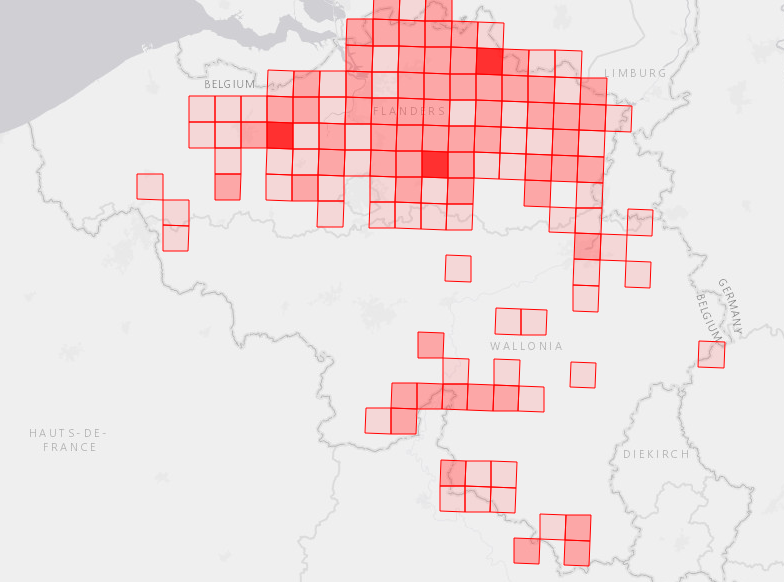 LIMBURG
BELGIUM
FLANDERS
GERMANY
BELGIUM
WALLONIA
HAUTS-DE-
FRANCE
DIEKIRCH